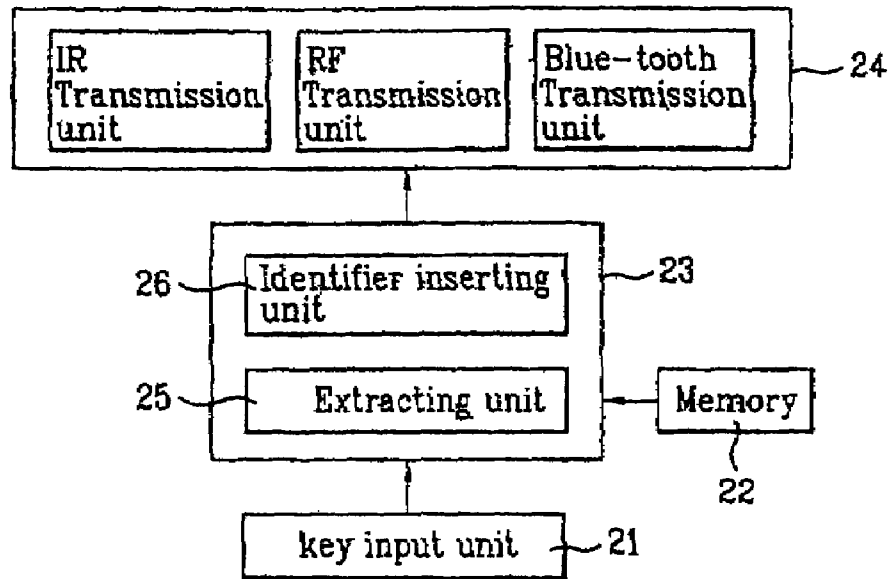 IR
Transmission
unit
RF
Transmission
unit
Blue-tooth
Transmission
unit
24
26
Identifier inserting
unit
23
25
Extracting unit
Memory
22
key input unit
21